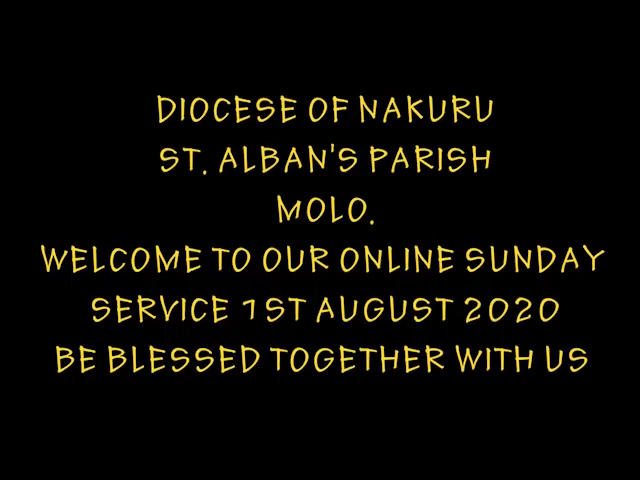 DIOCESE OF NAKURU
ST. ALBAN'S PARISH
MOLO.
WELCOME TO OUR ONLINE SUNDAY
SERVICE 1ST AUGUST 2020
BE BLESSED TOGETHER WITH US